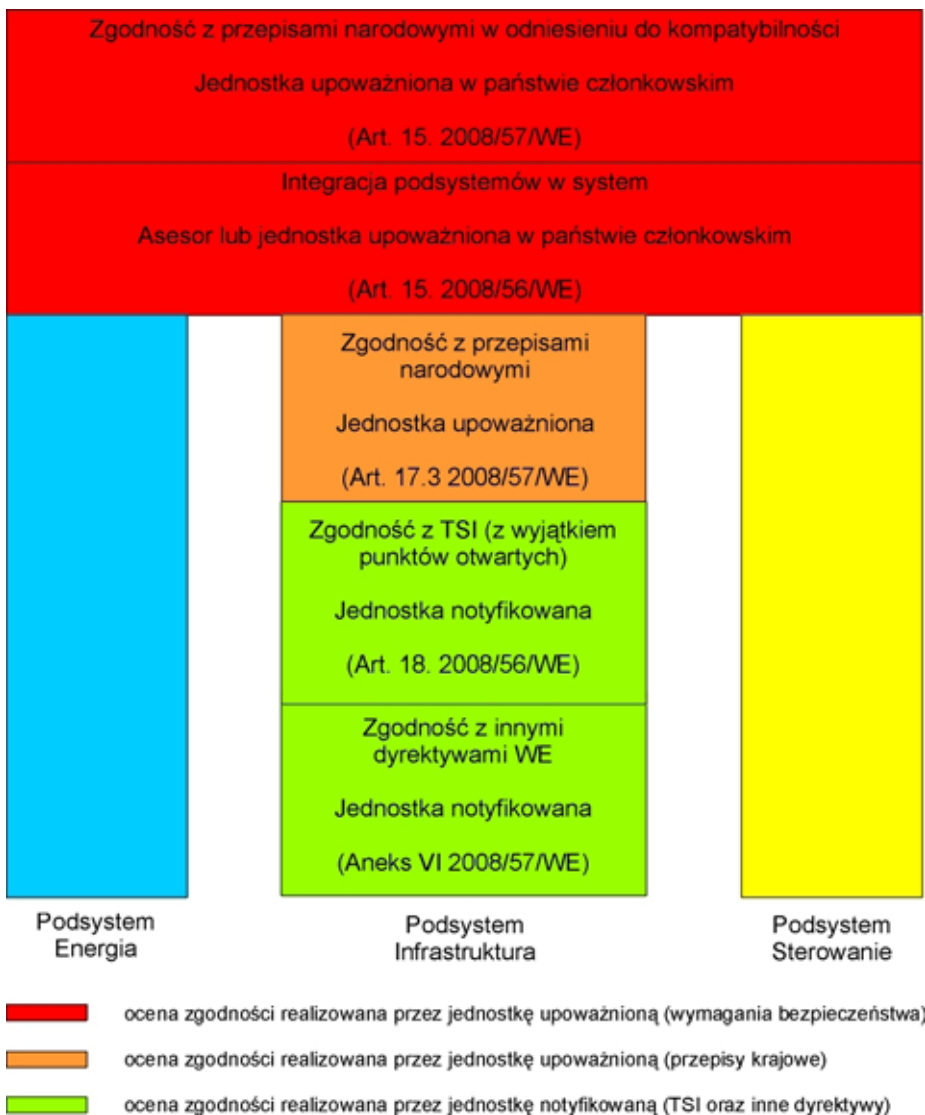 Zgodność z przepisami narodowymi w odniesieniu do kompatybilności
Jednostka upoważniona w państwie członkowskim
(Art. 15. 2008/57/WE)
Integracja podsystemów w system
Asesor lub jednostka upoważniona w państwie członkowskim
(Art. 15. 2008/56/WE)
Zgodność z przepisami
narodowymi
Jednostka upoważniona
(Art. 17.3 2008/57/WE)
Zgodność z TSI (z wyjątkiem
punktów otwartych)
Jednostka notyfikowana
(Art. 18. 2008/56/WE)
Zgodność z innymi
dyrektywami WE
Jednostka notyfikowana
(Aneks VI 2008/57/WE)
Podsystem
Energia
Podsystem
Infrastruktura
Podsystem
Sterowanie
ocena zgodności realizowana przez jednostkę upoważnioną (wymagania bezpieczeństwa)
ocena zgodności realizowana przez jednostkę upoważnioną (przepisy krajowe)
ocena zgodności realizowana przez jednostkę notyfikowaną (TSI oraz inne dyrektywy)